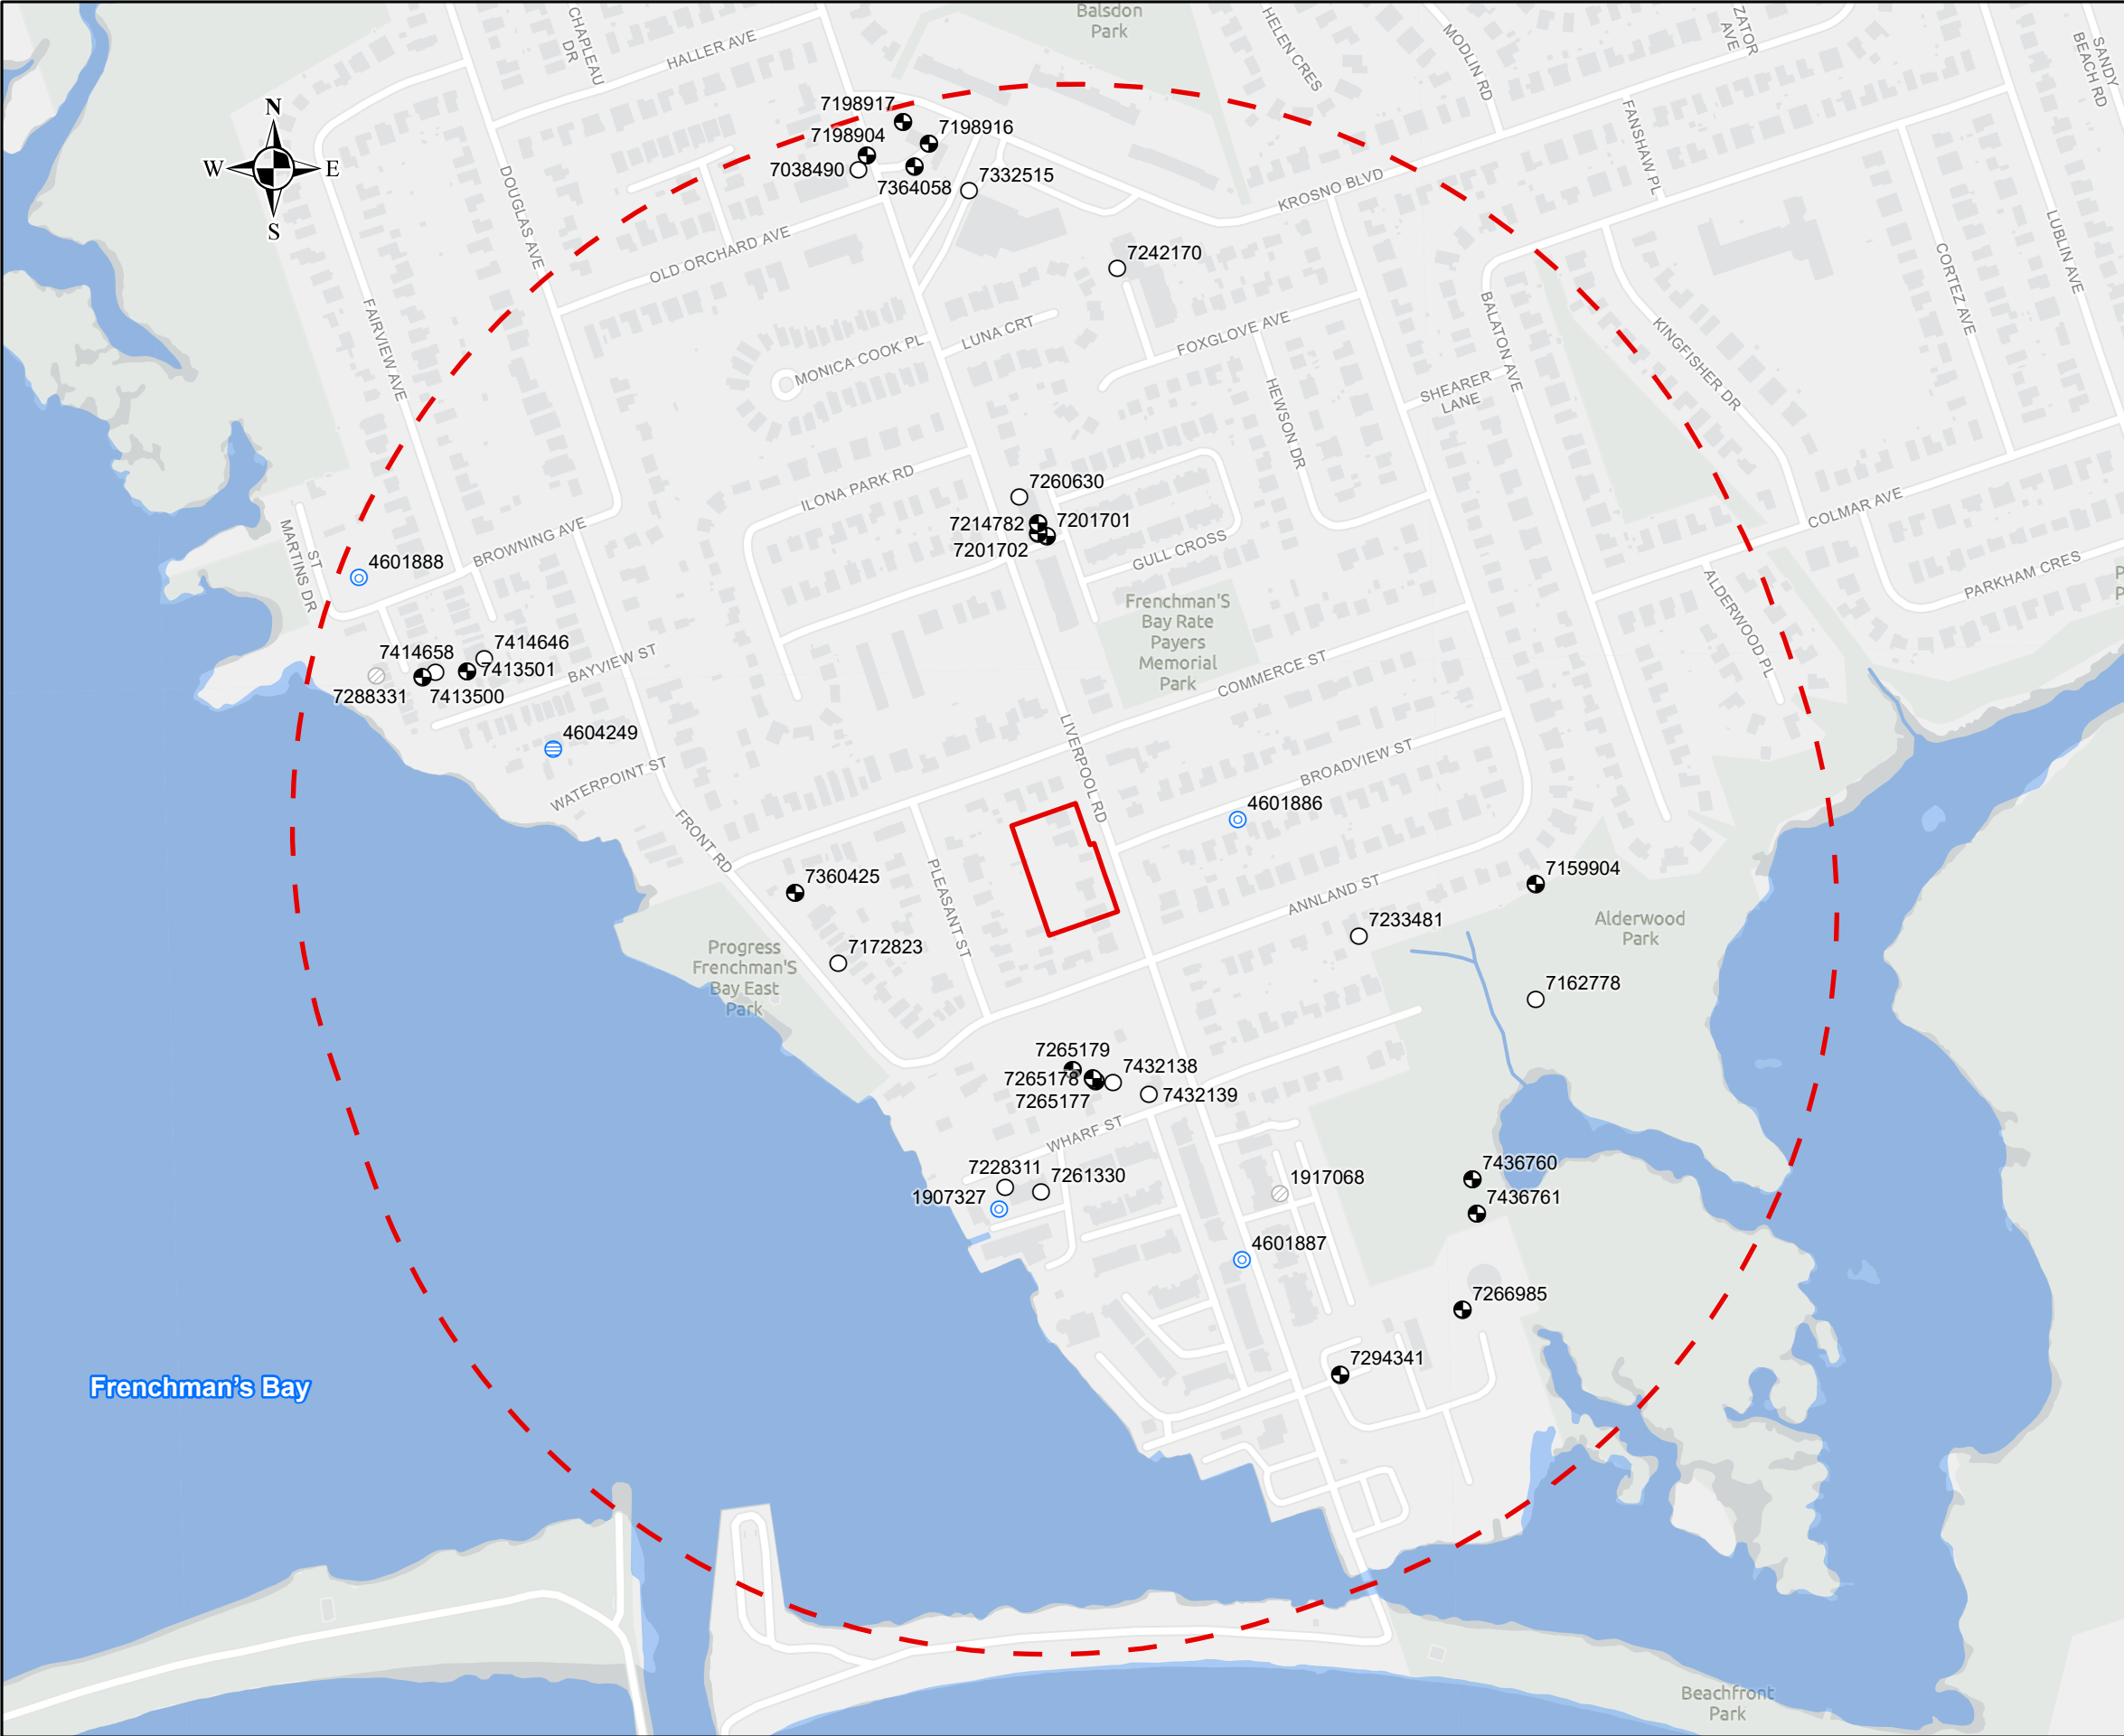 Balsdon
Park
CHAPLEAU
DR
HALLER AVE
HELEN CRES
MODLIN RD
ZATOR
AVE
SANDY
BEACH RD
N
W
E
S
7198917
7198904
7198916
7038490
7364058
7332515
KROSNO BLVD
FANSHAW PL
DOUGLAS AVE
OLD ORCHARD AVE
7242170
LUBLIN AVE
CORTEZ AVE
FAIRVIEW AVE
MONICA COOK PL
LUNA CRT
FOXGLOVE AVE
BALATON AVE
KINGFISHER DR
SHEARER
LANE
HEWSON DR
ILONA PARK RD
7260630
7214782
7201701
7201702
GULL CROSS
COLMAR AVE
MARTINS DR
ST
BROWNING AVE
4601888
PARKHAM CRES
ALDERWOOD PL
P
P
Frenchman'S
Bay Rate
Payers
Memorial
Park
7414658
7414646
7413501
7288331
7413500
BAYVIEW ST
COMMERCE ST
4604249
WATERPOINT ST
LIVERPOOL RD
BROADVIEW ST
4601886
FRONT RD
7360425
PLEASANT ST
ANNLAND ST
7159904
7233481
Alderwood
Park
7172823
Progress
Frenchman'S
Bay East
Park
7162778
7265179
7265178
7432138
7265177
7432139
WHARF ST
7228311
7261330
1907327
1917068
7436760
7436761
4601887
7266985
7294341
Frenchman's Bay
Beachfront
Park